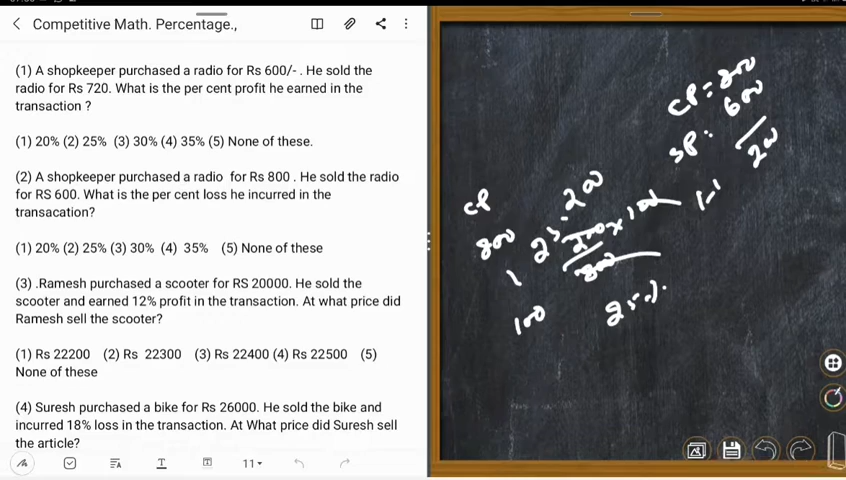 Competitive Math. Percentage.,
(1) A shopkeeper purchased a radio for Rs 600/- . He sold the
radio for Rs 720. What is the per cent profit he earned in the
transaction ?
(1) 20% (2) 25% (3) 30% (4) 35% (5) None of these.
(2) A shopkeeper purchased a radio for Rs 800 . He sold the radio
for RS 600. What is the per cent loss he incurred in the
transacation?
(1) 20% (2) 25% (3) 30% (4) 35% (5) None of these
(3) .Ramesh purchased a scooter for RS 20000. He sold the
scooter and earned 12% profit in the transaction. At what price did
Ramesh sell the scooter?
(1) Rs 22200 (2) Rs 22300 (3) Rs 22400 (4) Rs 22500 (5)
None of these
(4) Suresh purchased a bike for Rs 26000. He sold the bike and
incurred 18% loss in the transaction. At What price did Suresh sell
the article?
11
CP = 800
SP : 600
200
CP
800
1
100
200
25
200 x 100
800
25%